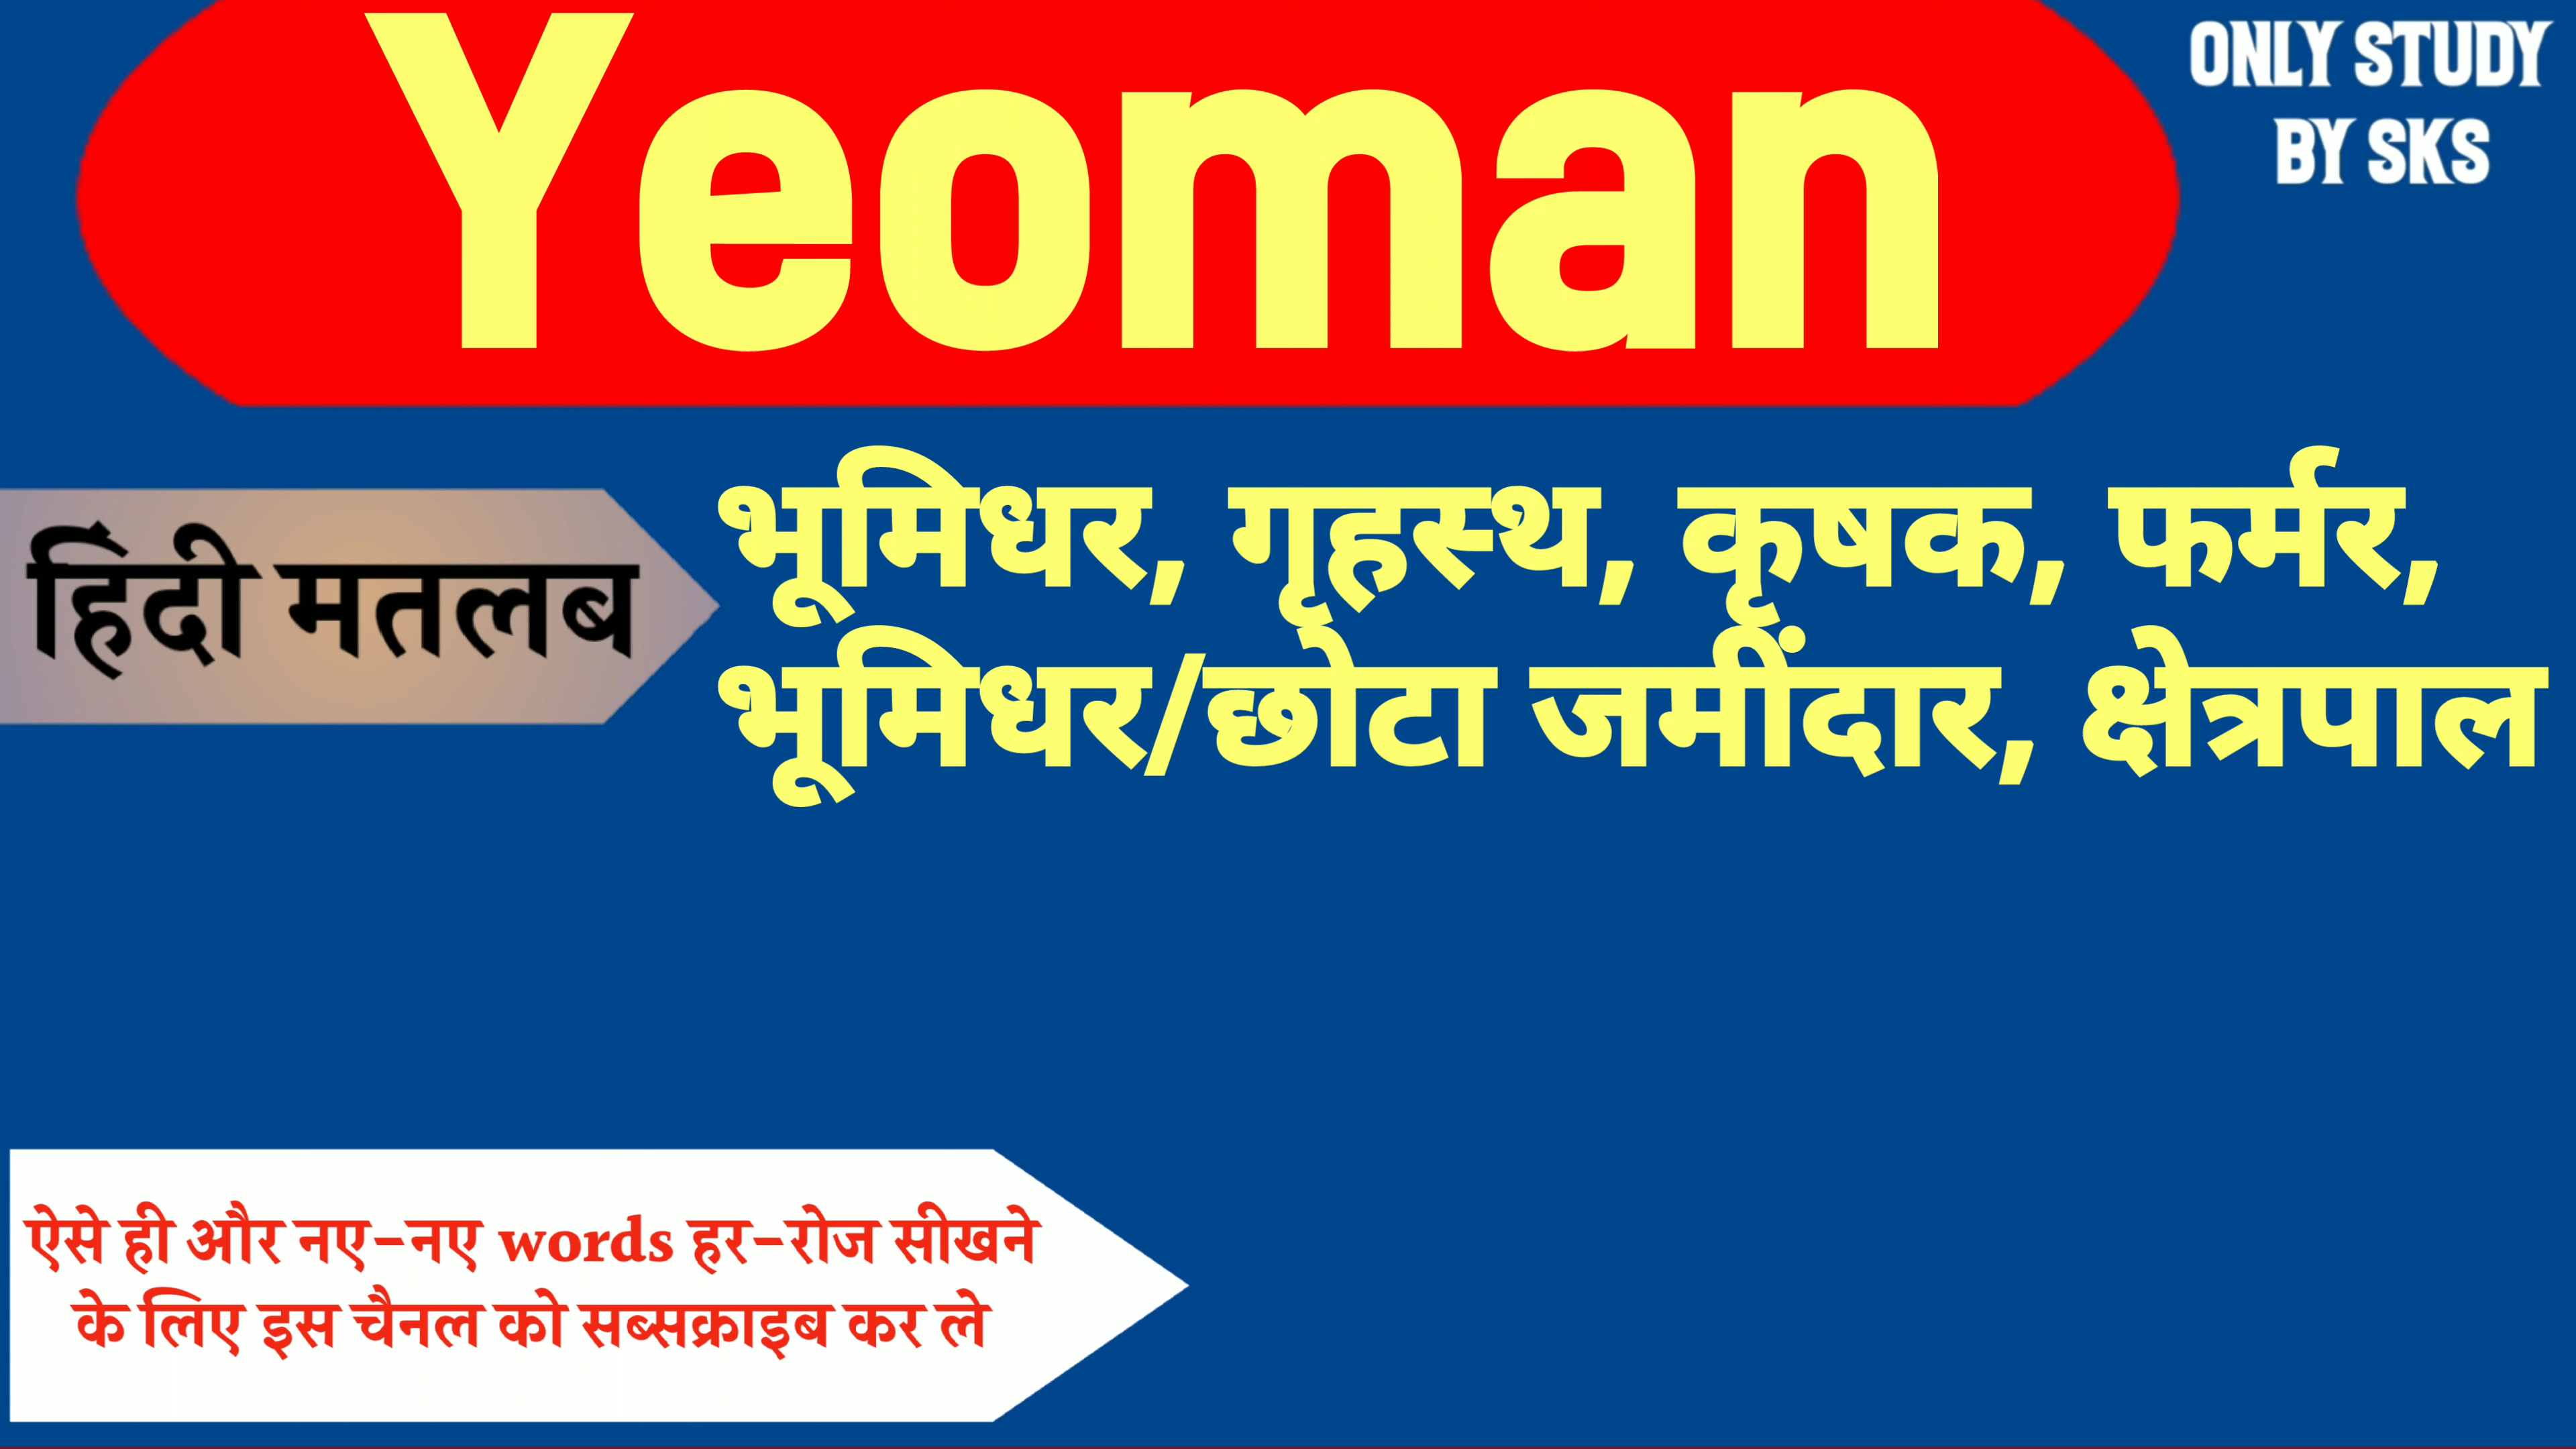 Yeoman
ONLY STUDY
BY SKS
हिंदी मतलब
भूमिधर, गृहस्थ, कृषक, फर्मर,
भूमिधर/छोटा जमींदार, क्षेत्रपाल
ऐसे ही और नए-नए words हर-रोज सीखने
के लिए इस चैनल को सब्सक्राइब कर ले